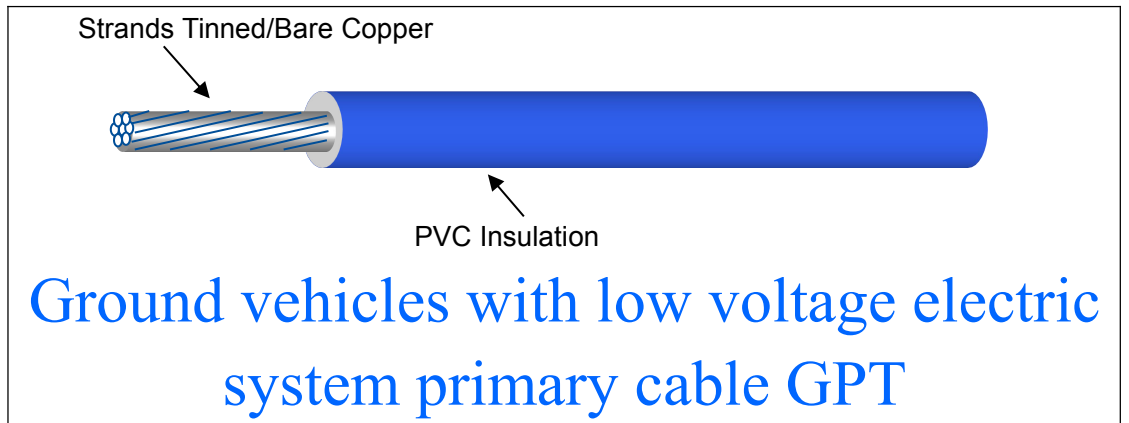 Strands Tinned/Bare Copper
PVC Insulation
Ground vehicles with low voltage electric
system primary cable GPT